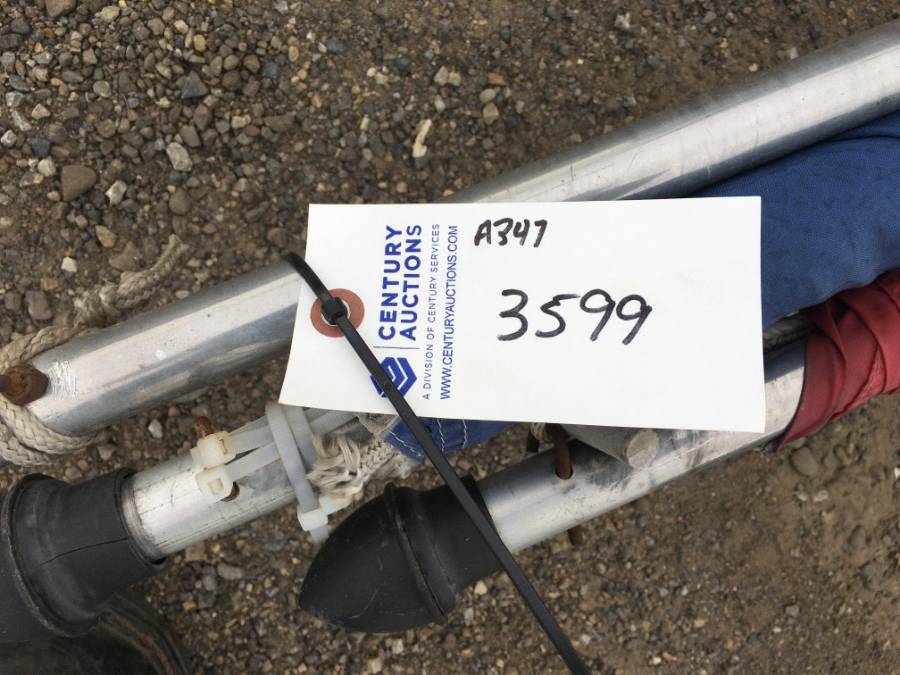 A347
3599
CENTURY
AUCTIONS
A DIVISION OF CENTURY SERVICES
WWW.CENTURYAUCTIONS.COM